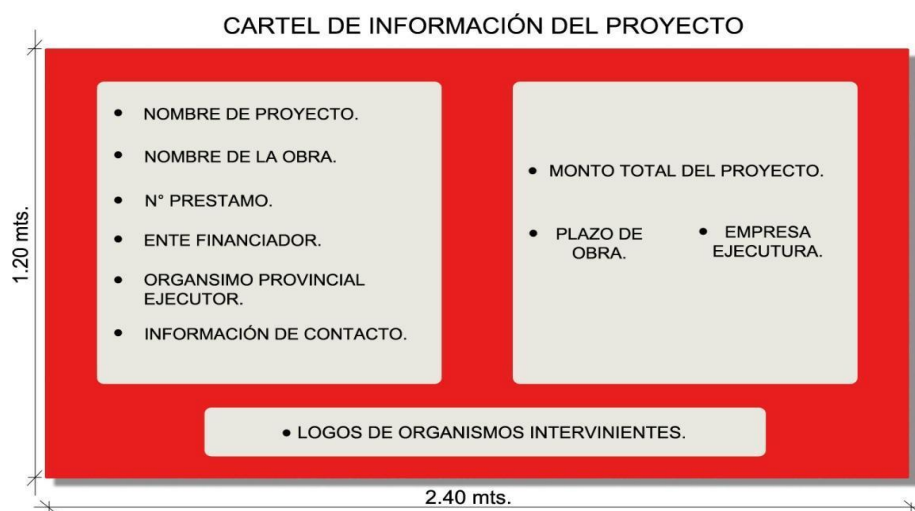 CARTEL DE INFORMACIÓN DEL PROYECTO
• NOMBRE DE PROYECTO.
• NOMBRE DE LA OBRA.
• N° PRESTAMO.
• ENTE FINANCIADOR.
• ORGANSIMO PROVINCIAL
EJECUTOR.
• INFORMACIÓN DE CONTACTO.
• MONTO TOTAL DEL PROYECTO.
• PLAZO DE
OBRA.
• EMPRESA
EJECUTURA.
• LOGOS DE ORGANISMOS INTERVINIENTES.
1.20 mts.
2.40 mts.